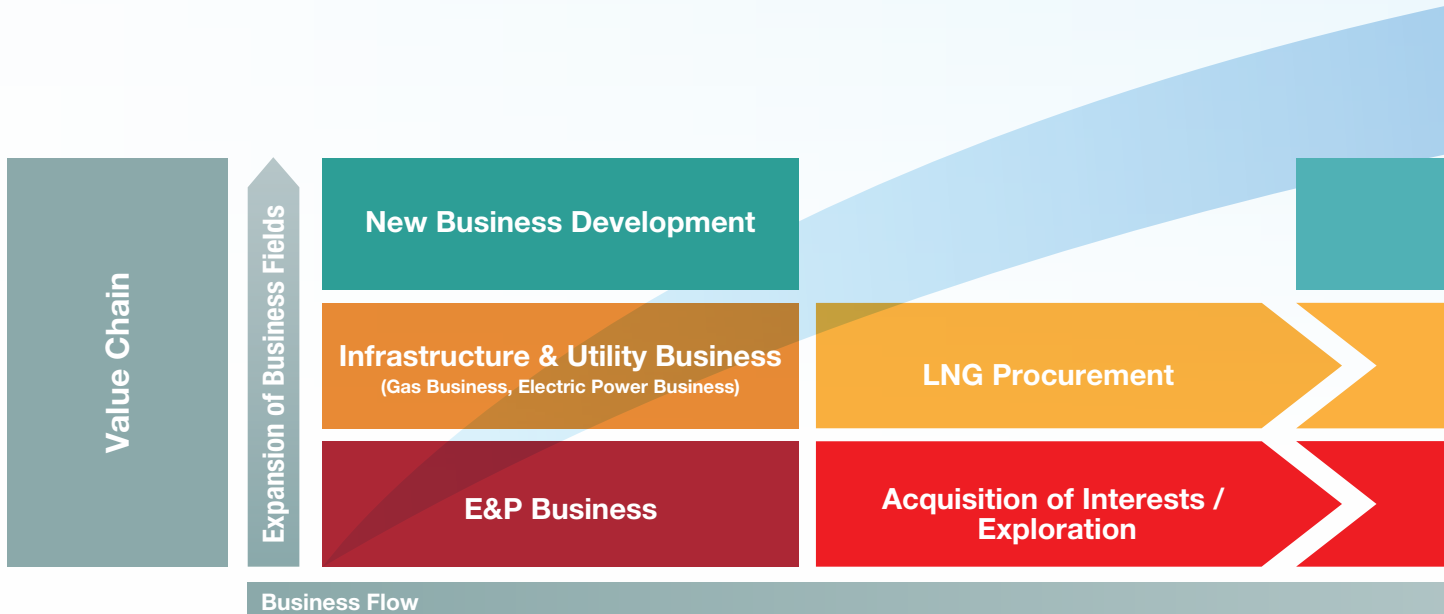 Value Chain
Expansion of Business Fields
New Business Development
Infrastructure & Utility Business
(Gas Business, Electric Power Business)
LNG Procurement
E&P Business
Acquisition of Interests /
Exploration
Business Flow